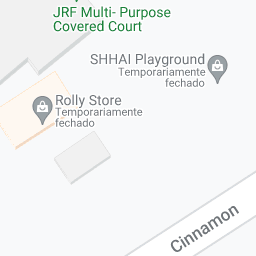 JRF Multi- Purpose
Covered Court
SHHAI Playground
Temporariamente
fechado
Rolly Store
Temporariamente
fechado
Cinnamon